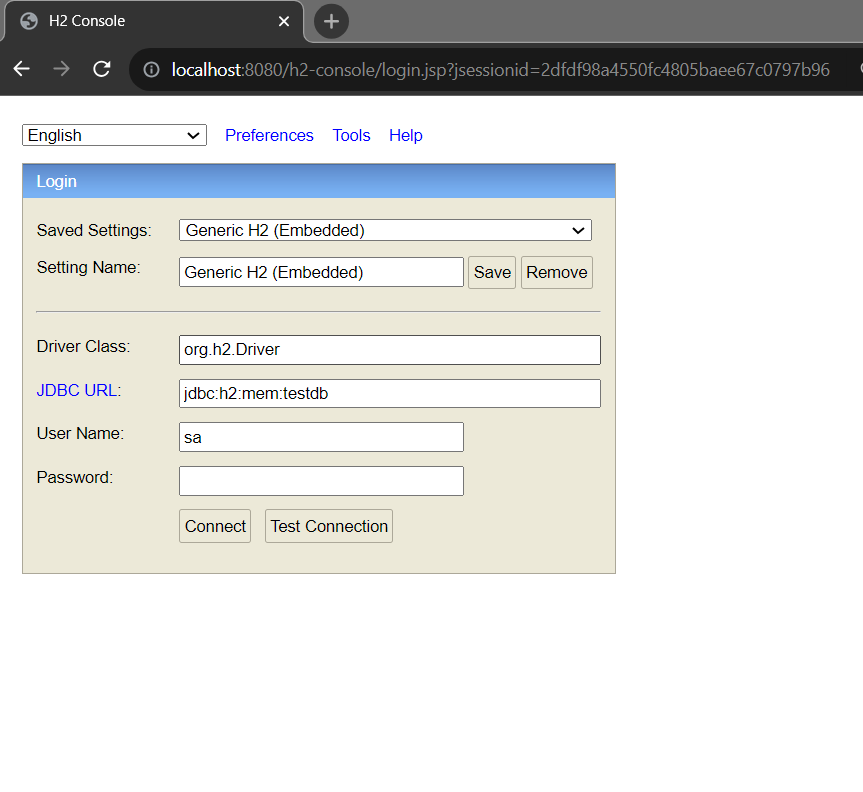 H2 Console
localhost:8080/h2-console/login.jsp?jsessionid=2dfdf98a4550fc4805baee67c0797b96
English Preferences Tools Help
Login
Saved Settings: Generic H2 (Embedded)
Setting Name: Generic H2 (Embedded) Save Remove
Driver Class: org.h2.Driver
JDBC URL: jdbc:h2:mem:testdb
User Name: sa
Password:
Connect Test Connection